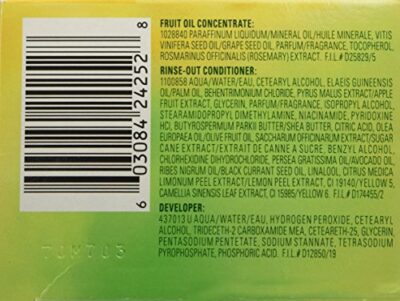 FRUIT OIL CONCENTRATE:
1028840 PARAFFINUM LIQUIDUM/MINERAL OIL/HUILE MINERALE, VITIS
VINIFERA SEED OIL/GRAPE SEED OIL, PARFUM/FRAGRANCE, TOCOPHEROL,
ROSMARINUS OFFICINALIS (ROSEMARY) EXTRACT. F.I.L.# D25829/5
RINSE-OUT CONDITIONER:
1100858 AQUA/WATER/EAU, CETEARYL ALCOHOL, ELAEIS GUINEENSIS
OIL/PALM OIL, BEHENTRIMONIUM CHLORIDE, PYRUS MALUS EXTRACT/APPLE
FRUIT EXTRACT, GLYCERIN, PARFUM/FRAGRANCE, ISOPROPYL ALCOHOL,
STEARAMIDOPROPYL DIMETHYLAMINE, NIACINAMIDE, PYRIDOXINE
HCI, BUTYROSPERMUM PARKII BUTTER/SHEA BUTTER, CITRIC ACID, OLEA
EUROPAEA OIL/OLIVE FRUIT OIL, SACCHARUM OFFICINARUM EXTRACT/SUGAR
CANE EXTRACT/EXTRAIT DE CANNE A SUCRE, BENZYL ALCOHOL,
CHLORHEXIDINE DIHYDROCHLORIDE, PERSEA GRATISSIMA OIL/AVOCADO OIL,
RIBES NIGRUM OIL/BLACK CURRANT SEED OIL, LINALOOL, CITRUS MEDICA
LIMONUM PEEL EXTRACT/LEMON PEEL EXTRACT, CI 19140/YELLOW 5,
CAMELLIA SINENSIS LEAF EXTRACT, CI 15985/YELLOW 6. F.I.L.# D174455/2
DEVELOPER:
437013 U AQUA/WATER/EAU, HYDROGEN PEROXIDE, CETEARYL
ALCOHOL, TRIDECETH-2 CARBOXAMIDE MEA, CETEARETH-25, GLYCERIN,
PENTASODIUM PENTETATE, SODIUM STANNATE, TETRASODIUM
PYROPHOSPHATE, PHOSPHORIC ACID. F.I.L.# D12850/19
6 03084 24252 8